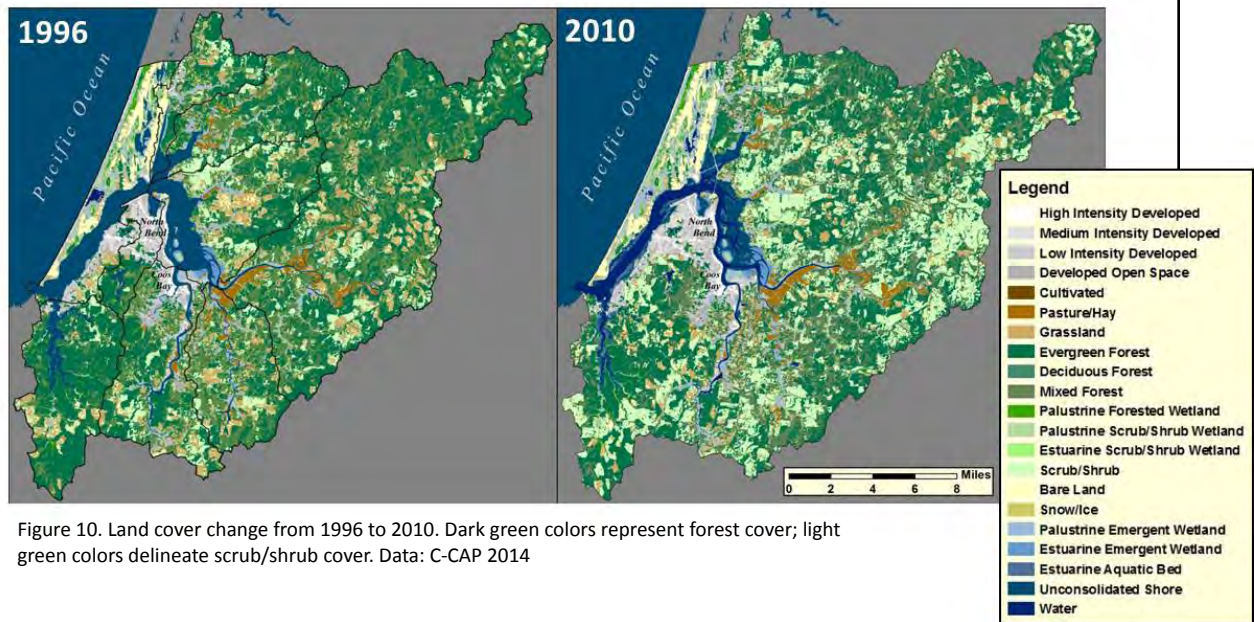 1996
Pacific Ocean
North
Bend
Coos
Bay
2010
Pacific Ocean
North
Bend
Coos
Bay
Miles
0 2 4 6 8
Legend
High Intensity Developed
Medium Intensity Developed
Low Intensity Developed
Developed Open Space
Cultivated
Pasture/Hay
Grassland
Evergreen Forest
Deciduous Forest
Mixed Forest
Palustrine Forested Wetland
Palustrine Scrub/Shrub Wetland
Estuarine Scrub/Shrub Wetland
Scrub/Shrub
Bare Land
Snow/Ice
Palustrine Emergent Wetland
Estuarine Emergent Wetland
Estuarine Aquatic Bed
Unconsolidated Shore
Water
Figure 10. Land cover change from 1996 to 2010. Dark green colors represent forest cover; light
green colors delineate scrub/shrub cover. Data: C-CAP 2014